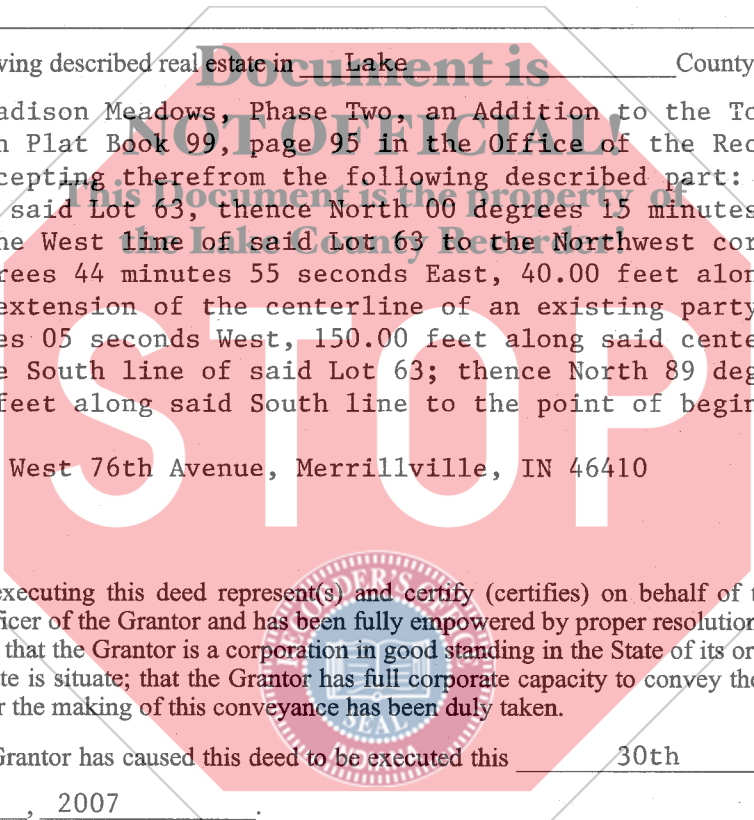 ving described real estate in Lake County
Document is
adison Meadows, Phase Two, an Addition to the To
NOT OFFICIAL!
n Plat Book 99, page 95 in the Office of the Rec
cepting therefrom the following described part:
This Document is the property of
said Lot 63, thence North 00 degrees 15 minutes
the Lake County Recorder!
he West line of said Lot 63 to the Northwest cor
rees 44 minutes 55 seconds East, 40.00 feet alon
extension of the centerline of an existing party
es 05 seconds West, 150.00 feet along said cente
e South line of said Lot 63; thence North 89 deg
feet along said South line to the point of begin
STOP
West 76th Avenue, Merrillville, IN 46410
RECORDER'S OFFICE
executing this deed represent(s) and certify (certifies) on behalf of t
ficer of the Grantor and has been fully empowered by proper resolution
that the Grantor is a corporation in good standing in the State of its or
te is situate; that the Grantor has full corporate capacity to convey the
r the making of this conveyance has been duly taken.
SEAL
INDIANA
Grantor has caused this deed to be executed this 30th
, 2007 .